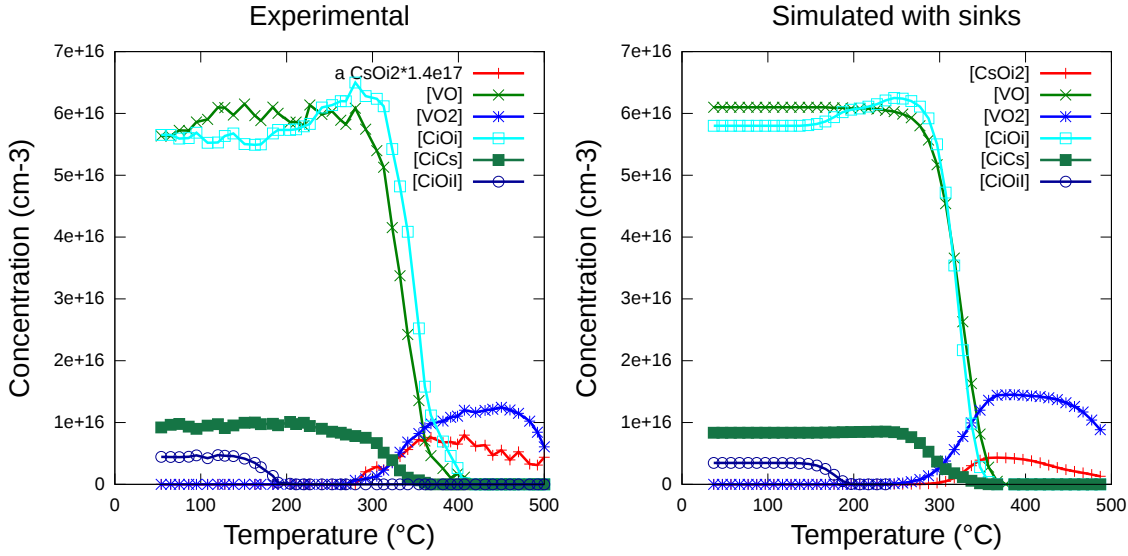 Experimental
Concentration (cm-3)
7e+16
6e+16
5e+16
4e+16
3e+16
2e+16
1e+16
0
a CsOi2*1.4e17
[VO]
[VO2]
[CiOi]
[CiCs]
[CiOiI]
0 100 200 300 400 500
Temperature (°C)
Simulated with sinks
Concentration (cm-3)
7e+16
6e+16
5e+16
4e+16
3e+16
2e+16
1e+16
0
[CsOi2]
[VO]
[VO2]
[CiOi]
[CiCs]
[CiOiI]
0 100 200 300 400 500
Temperature (°C)